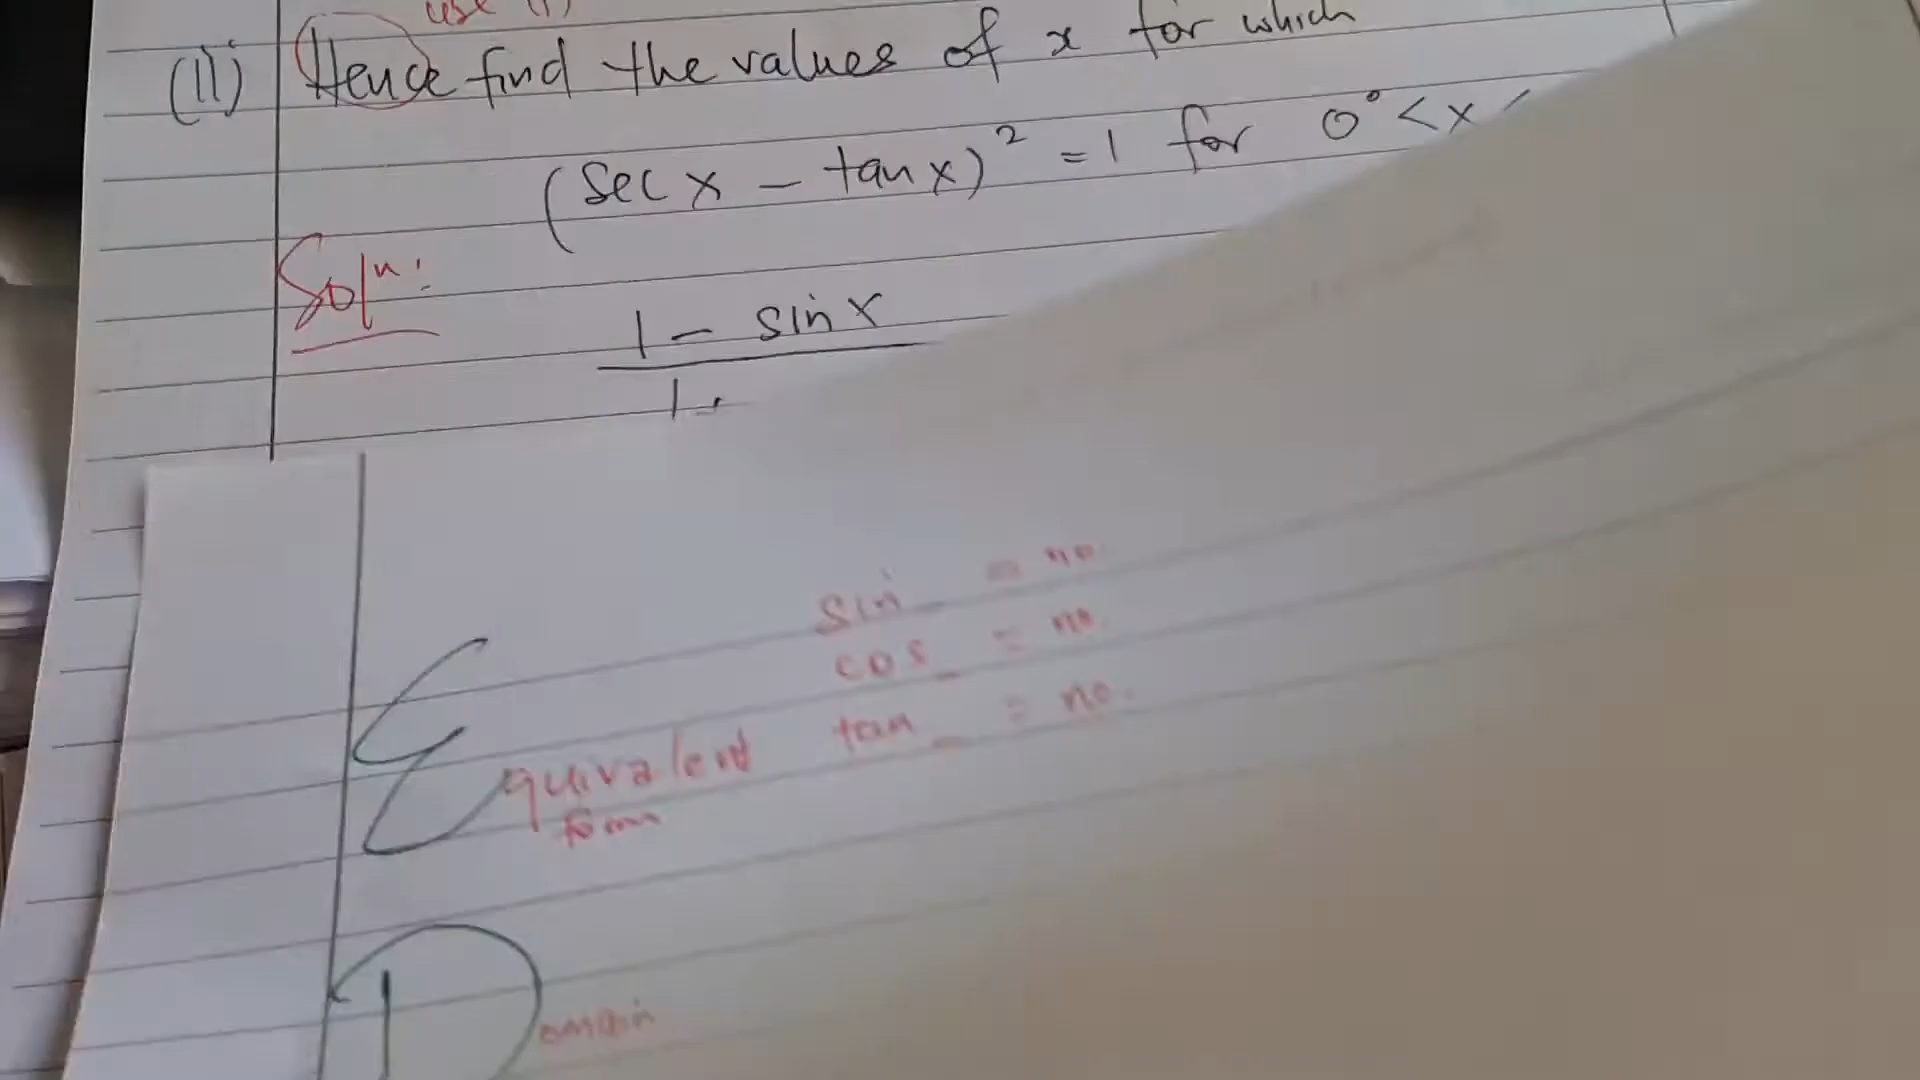 use (i)
(ii) Hence find the values of x for which
(sec x - tan x)² = 1 for 0° < x <
Solⁿ:
1 - sin x
1
sin = no.
cos = no.
Equivalent tan = no.
form
Domain